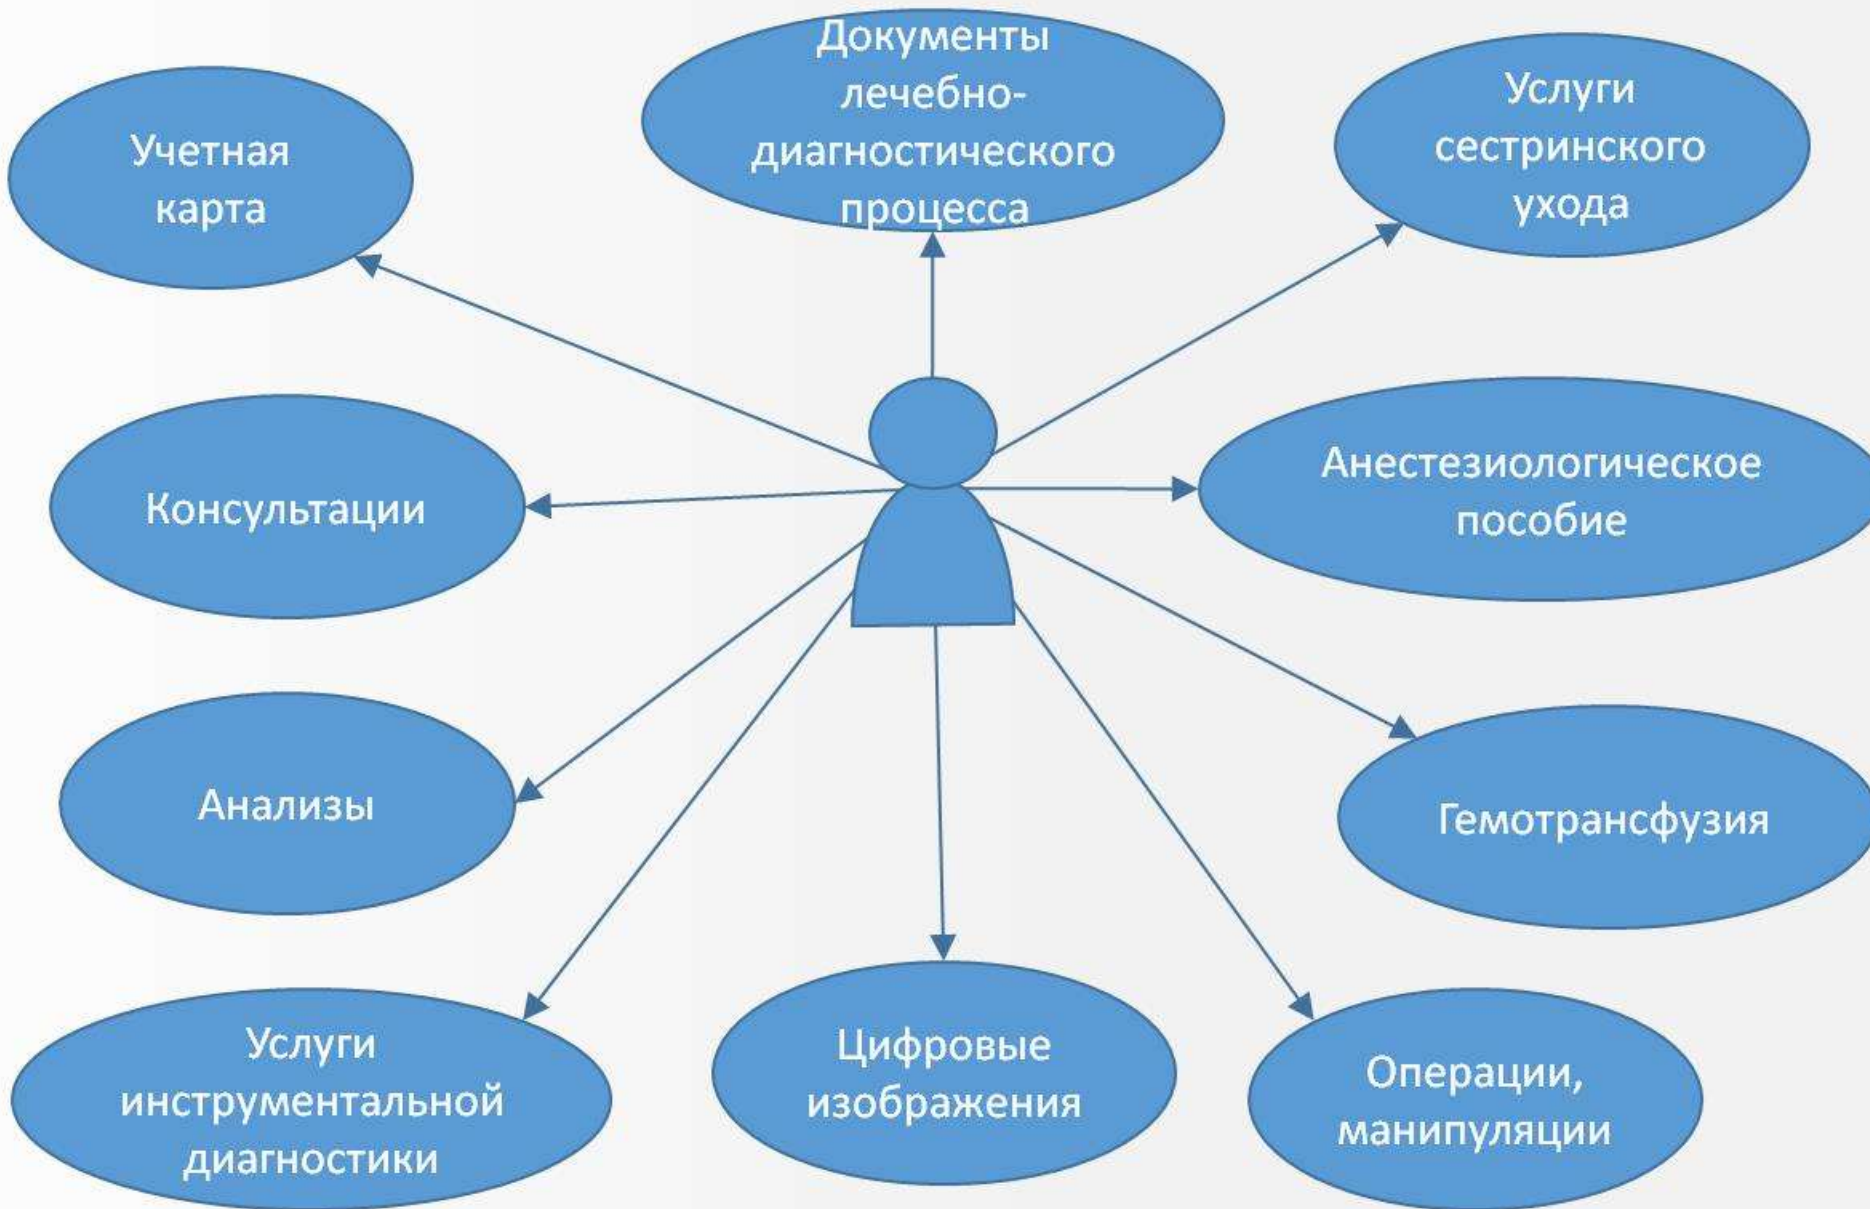 Документы
лечебно-
диагностического
процесса
Учетная
карта
Услуги
сестринского
ухода
Консультации
Анестезиологическое
пособие
Анализы
Гемотрансфузия
Услуги
инструментальной
диагностики
Цифровые
изображения
Операции,
манипуляции